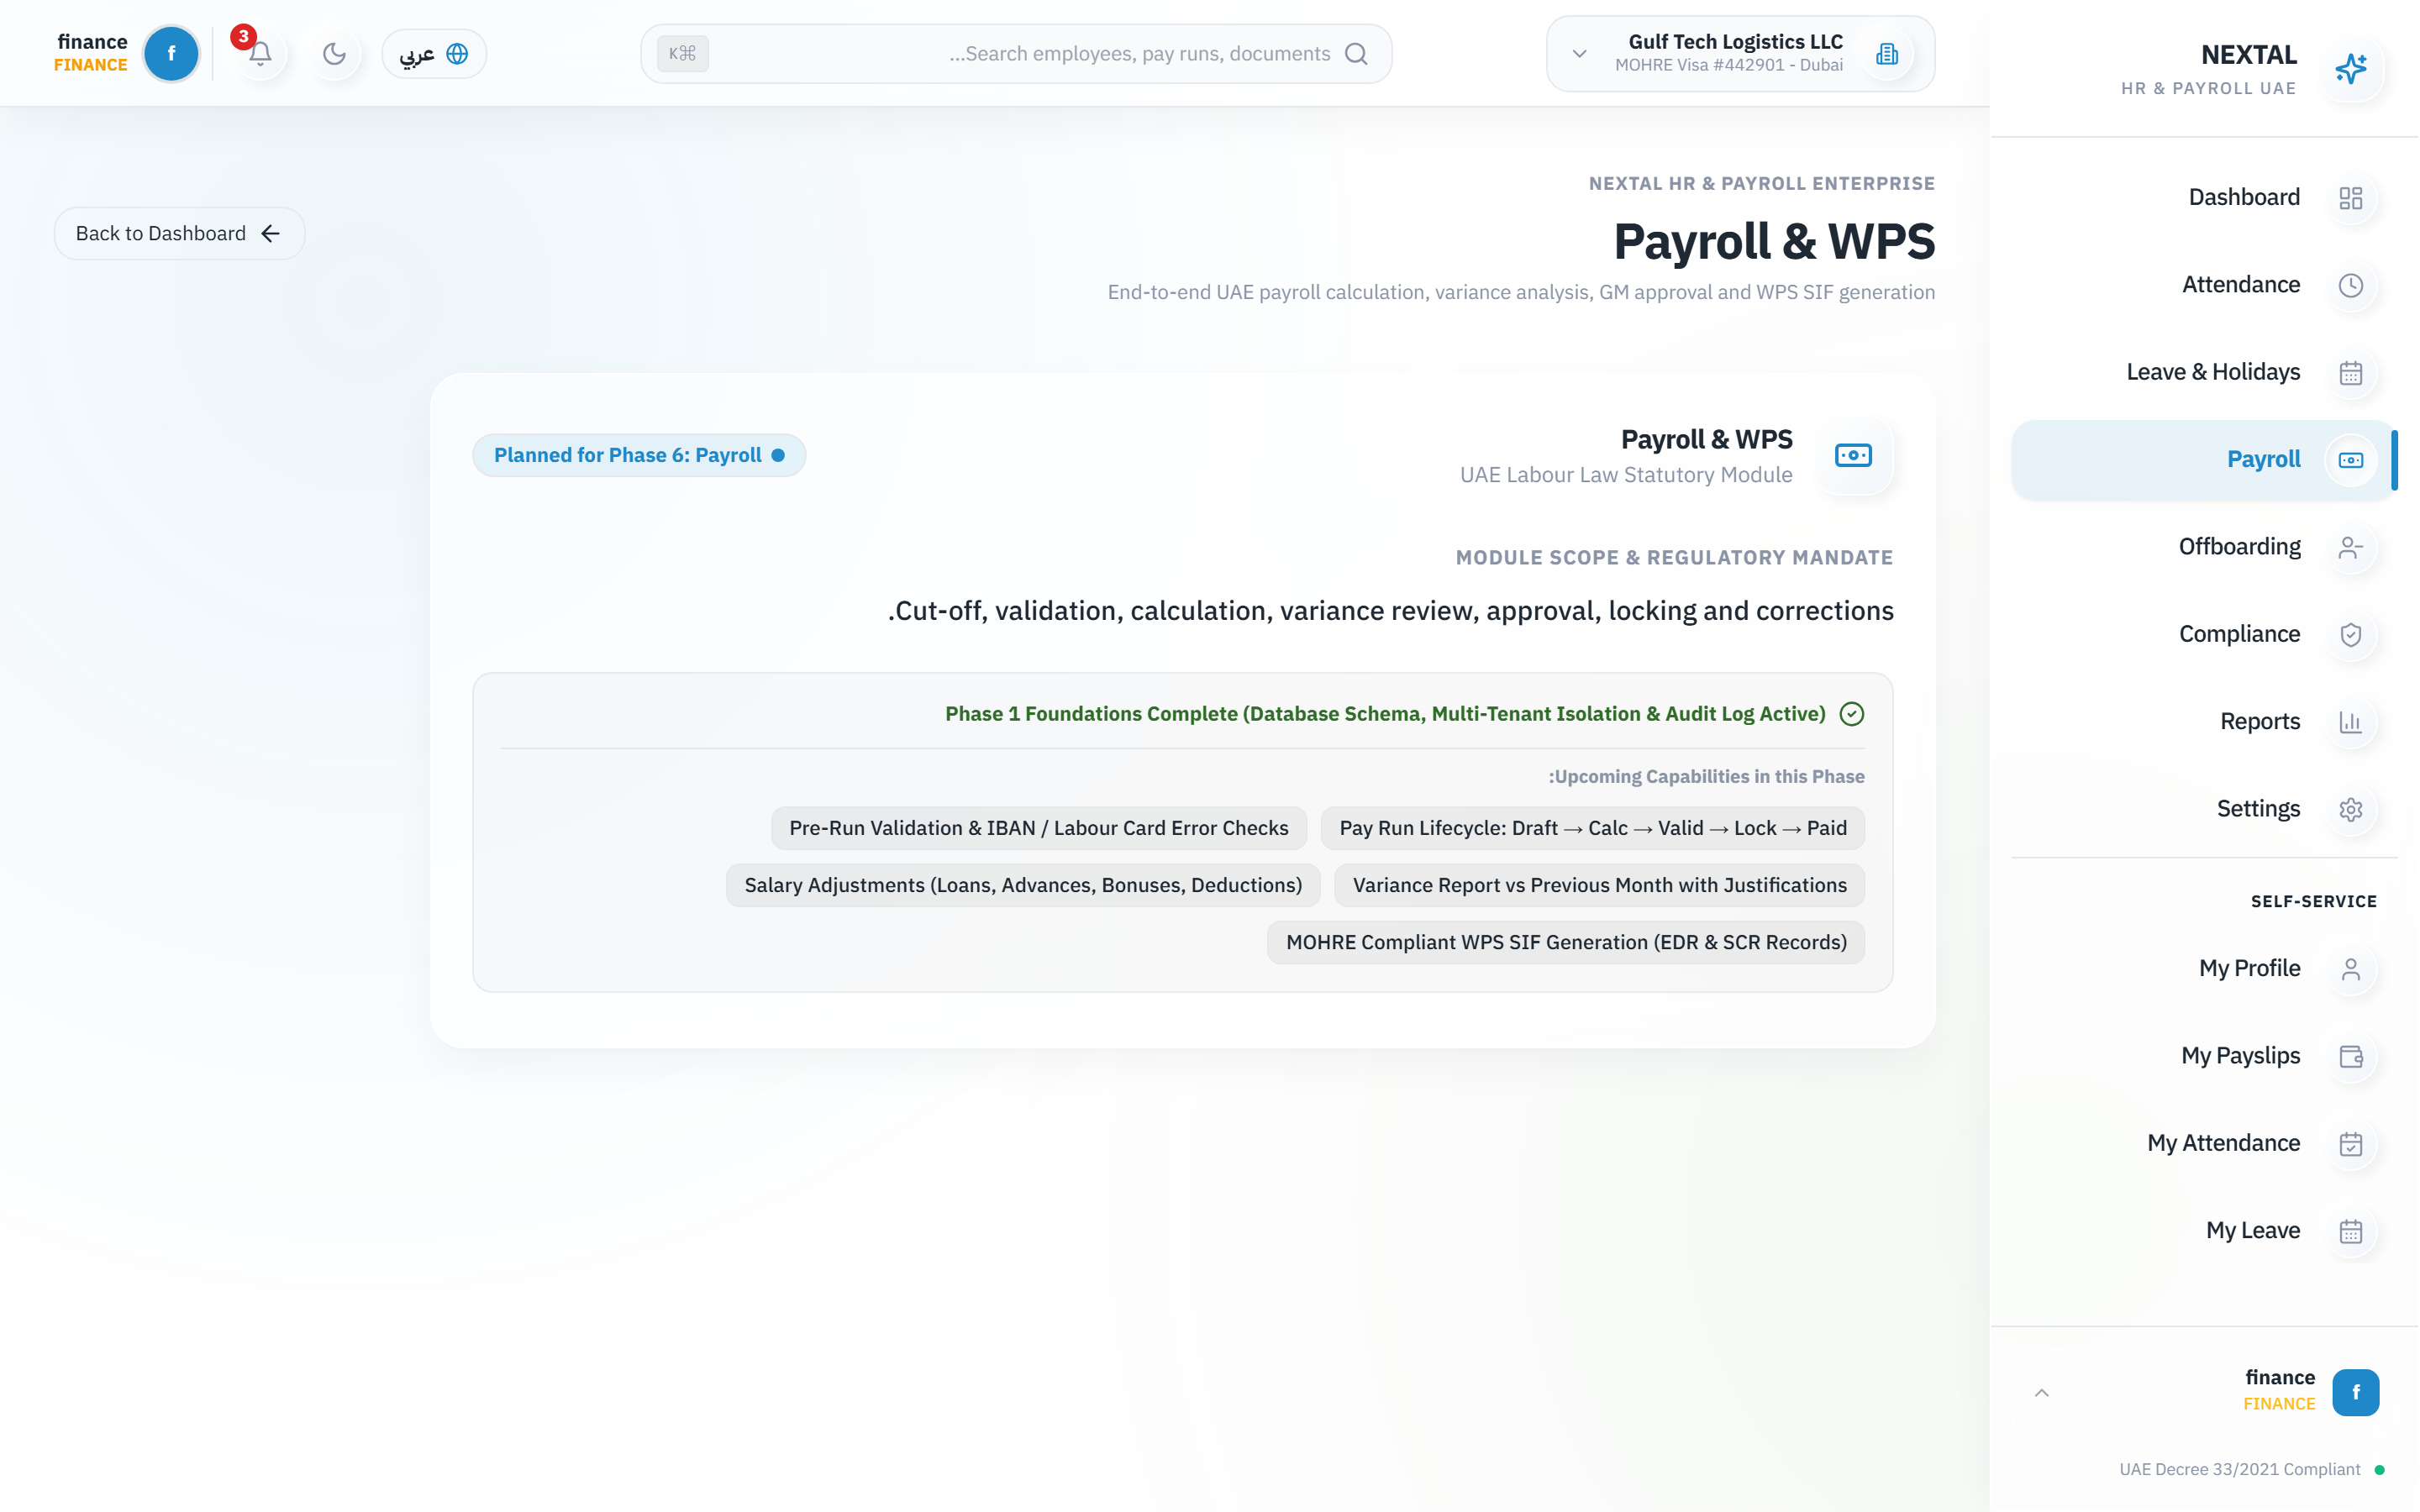 NEXTAL
HR & PAYROLL UAE
Gulf Tech Logistics LLC
MOHRE Visa #442901 - Dubai
...Search employees, pay runs, documents
K⌘
عربي
3
f
finance
FINANCE
Dashboard
Attendance
Leave & Holidays
Payroll
Offboarding
Compliance
Reports
Settings
SELF-SERVICE
My Profile
My Payslips
My Attendance
My Leave
f
finance
FINANCE
UAE Decree 33/2021 Compliant
NEXTAL HR & PAYROLL ENTERPRISE
Payroll & WPS
End-to-end UAE payroll calculation, variance analysis, GM approval and WPS SIF generation
Back to Dashboard
Payroll & WPS
UAE Labour Law Statutory Module
Planned for Phase 6: Payroll
MODULE SCOPE & REGULATORY MANDATE
.Cut-off, validation, calculation, variance review, approval, locking and corrections
Phase 1 Foundations Complete (Database Schema, Multi-Tenant Isolation & Audit Log Active)
:Upcoming Capabilities in this Phase
Pay Run Lifecycle: Draft → Calc → Valid → Lock → Paid
Pre-Run Validation & IBAN / Labour Card Error Checks
Variance Report vs Previous Month with Justifications
Salary Adjustments (Loans, Advances, Bonuses, Deductions)
MOHRE Compliant WPS SIF Generation (EDR & SCR Records)